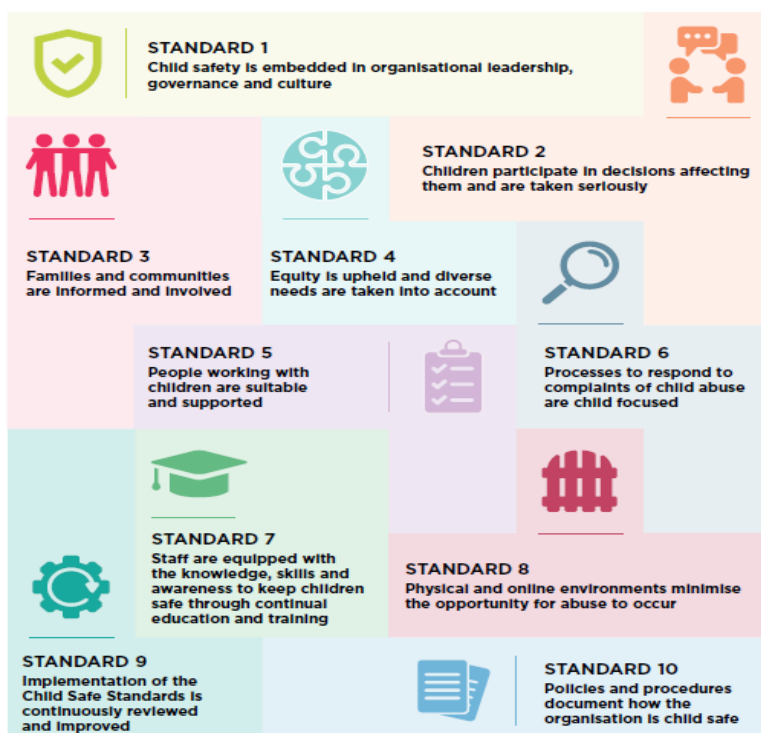 STANDARD 1
Child safety is embedded in organisational leadership,
governance and culture
STANDARD 2
Children participate in decisions affecting
them and are taken seriously
STANDARD 3
Families and communities
are informed and involved
STANDARD 4
Equity is upheld and diverse
needs are taken into account
STANDARD 5
People working with
children are suitable
and supported
STANDARD 6
Processes to respond to
complaints of child abuse
are child focused
STANDARD 7
Staff are equipped with
the knowledge, skills and
awareness to keep children
safe through continual
education and training
STANDARD 8
Physical and online environments minimise
the opportunity for abuse to occur
STANDARD 9
Implementation of the
Child Safe Standards is
continuously reviewed
and improved
STANDARD 10
Policies and procedures
document how the
organisation is child safe